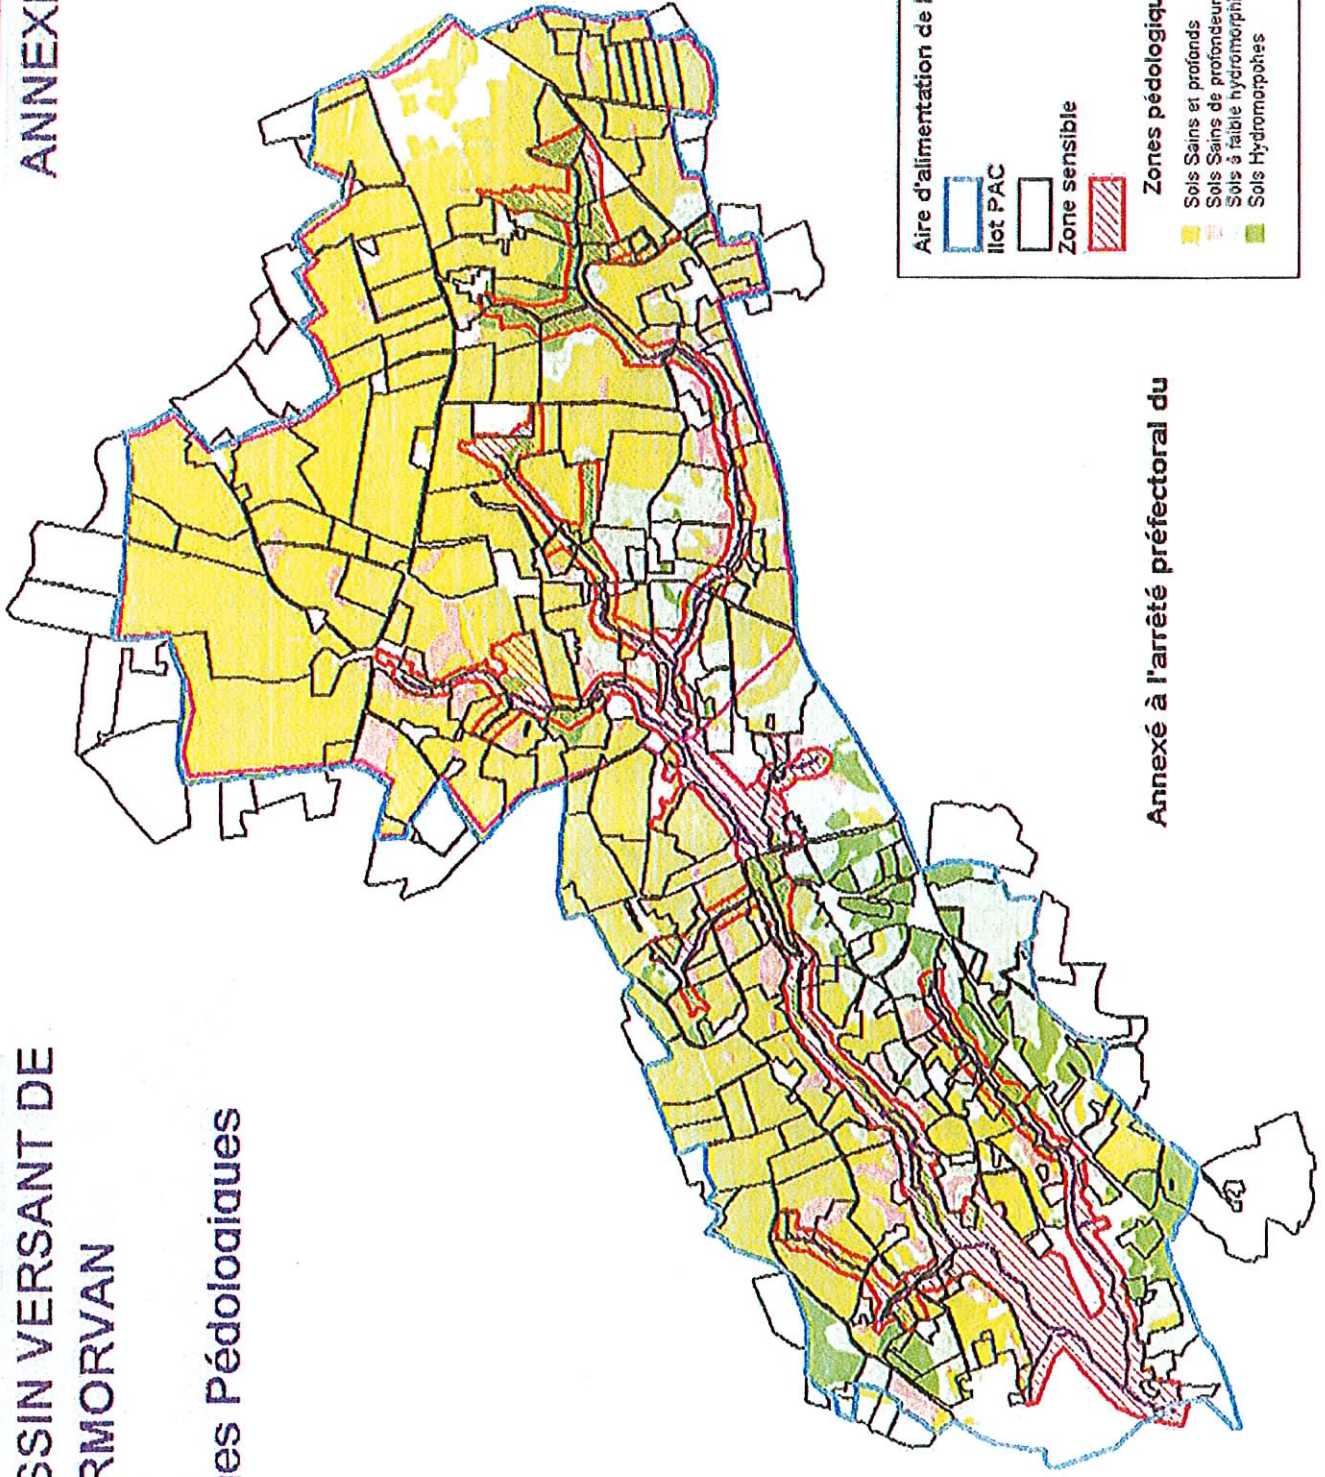 SSIN VERSANT DE
RMORVAN
es Pédologiques
ANNEX
Aire d'alimentation de
Ilot PAC
Zone sensible
Zones pédologiqu
Sols Sains et profonds
Sols Sains de profondeur
Sols à faible hydromorphi
Sols Hydromorpohes
Annexé à l'arrêté préfectoral du